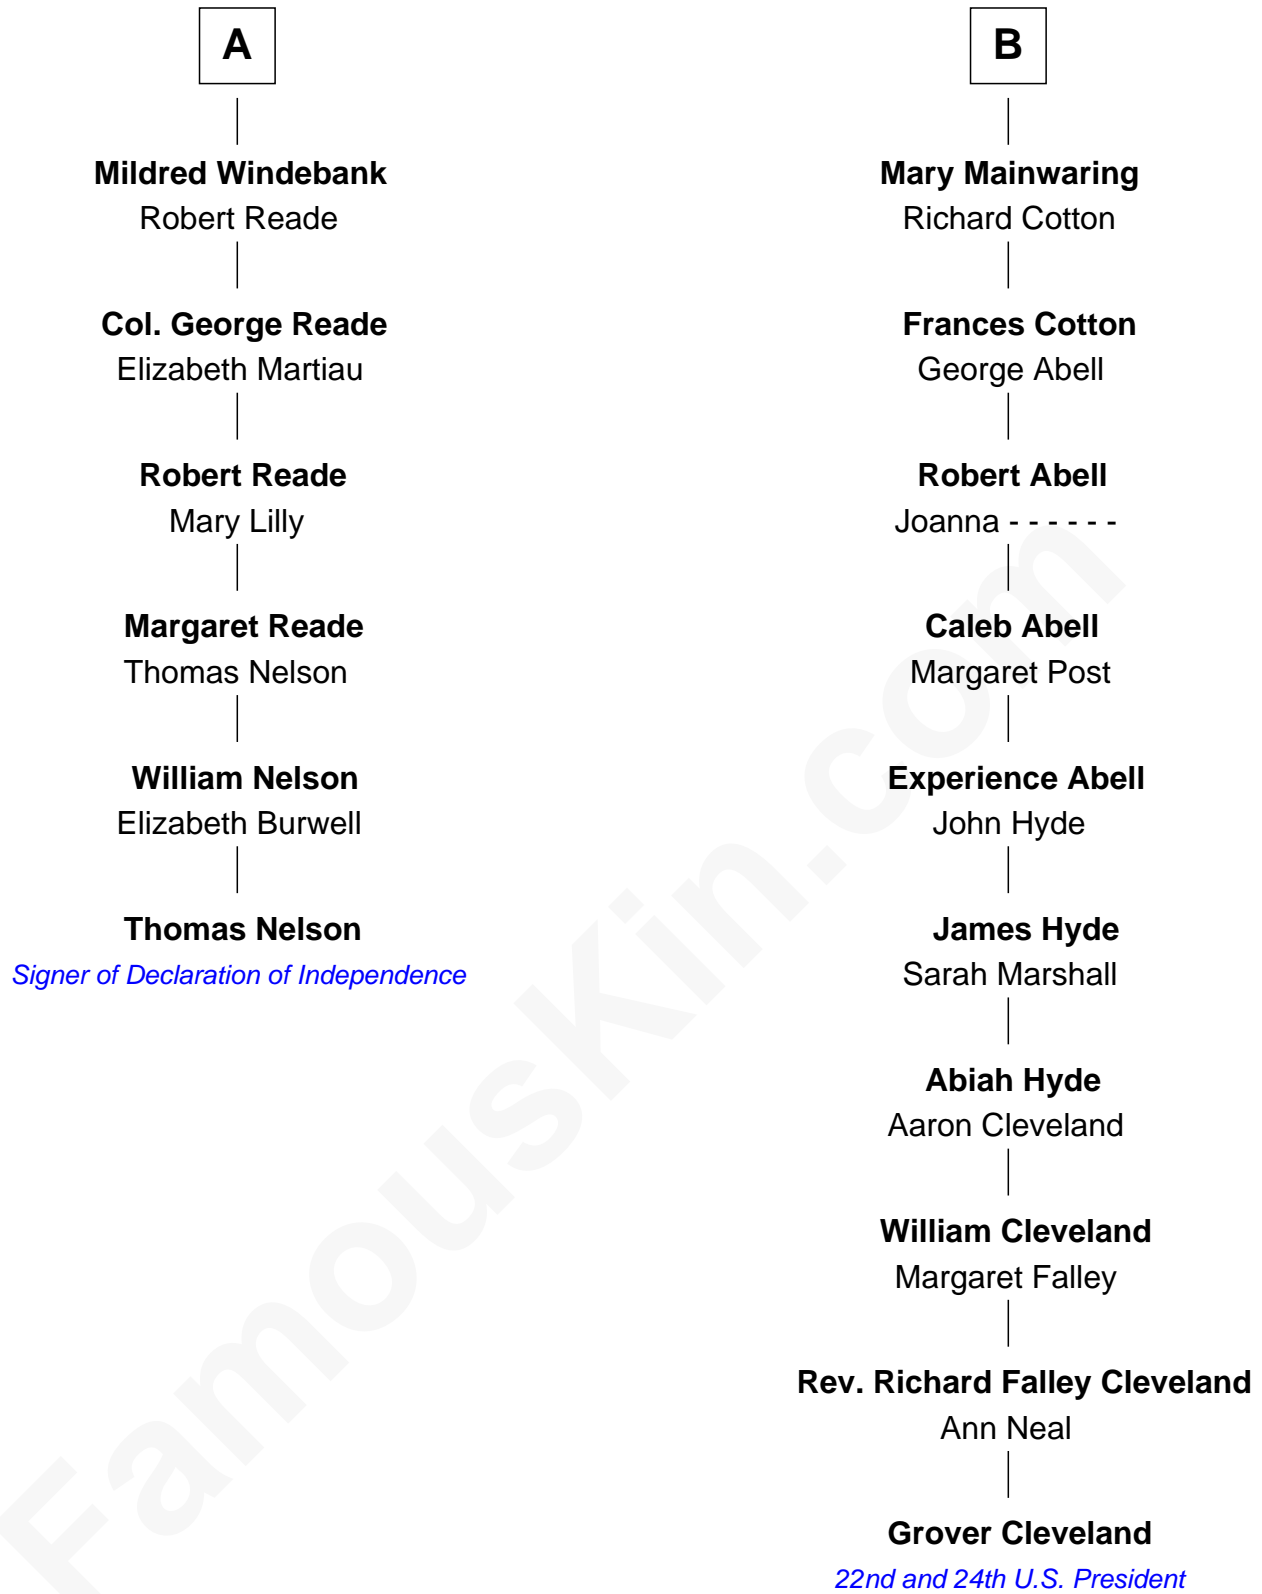 A
Mildred Windebank
Robert Reade
Col. George Reade
Elizabeth Martiau
Robert Reade
Mary Lilly
Margaret Reade
Thomas Nelson
William Nelson
Elizabeth Burwell
Thomas Nelson
Signer of Declaration of Independence
B
Mary Mainwaring
Richard Cotton
Frances Cotton
George Abell
Robert Abell
Joanna - - - - - -
Caleb Abell
Margaret Post
Experience Abell
John Hyde
James Hyde
Sarah Marshall
Abiah Hyde
Aaron Cleveland
William Cleveland
Margaret Falley
Rev. Richard Falley Cleveland
Ann Neal
Grover Cleveland
22nd and 24th U.S. President
FamousKin.com